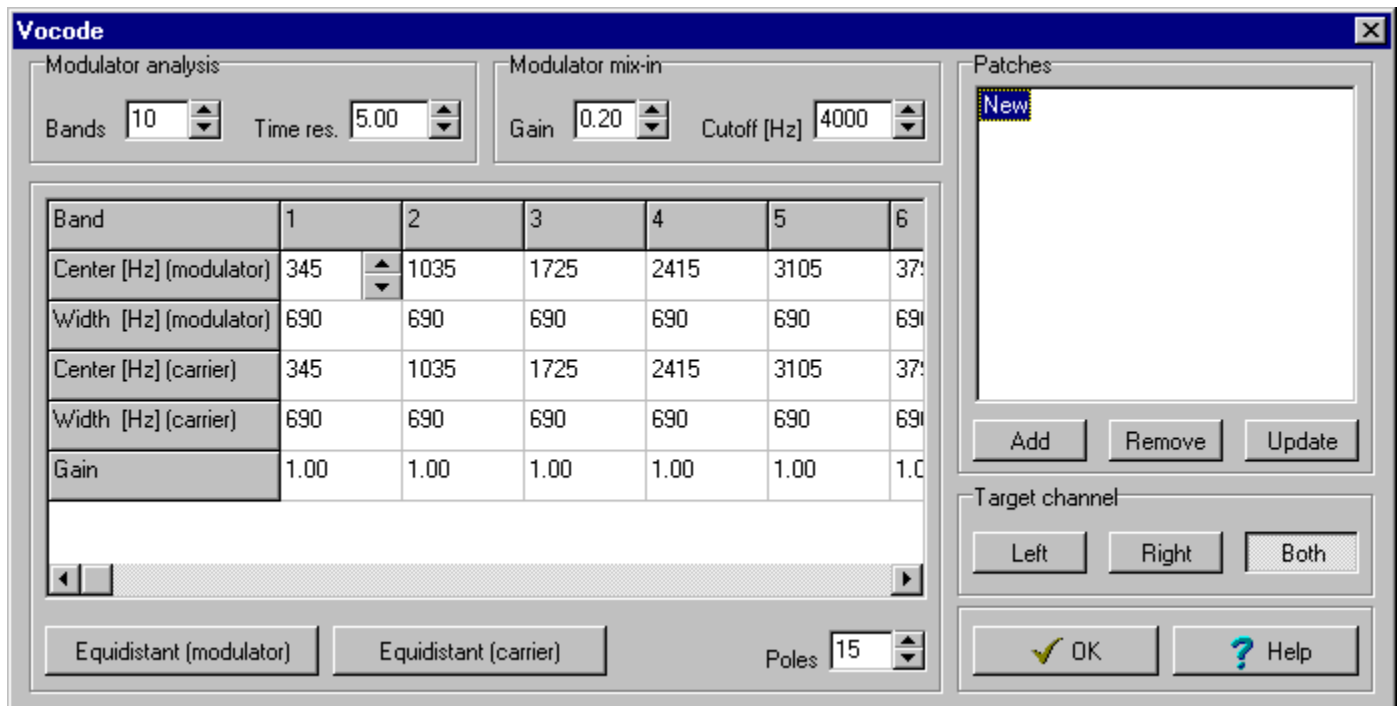 Vocode
Modulator analysis
Bands 10 Time res. 5.00
Modulator mix-in
Gain 0.20 Cutoff [Hz] 4000
Band 1 2 3 4 5 6
Center [Hz] (modulator) 345 1035 1725 2415 3105
Width [Hz] (modulator) 690 690 690 690 690
Center [Hz] (carrier) 345 1035 1725 2415 3105
Width [Hz] (carrier) 690 690 690 690 690
Gain 1.00 1.00 1.00 1.00 1.00
Equidistant (modulator) Equidistant (carrier) Poles 15
Patches
New
Add Remove Update
Target channel
Left Right Both
OK Help